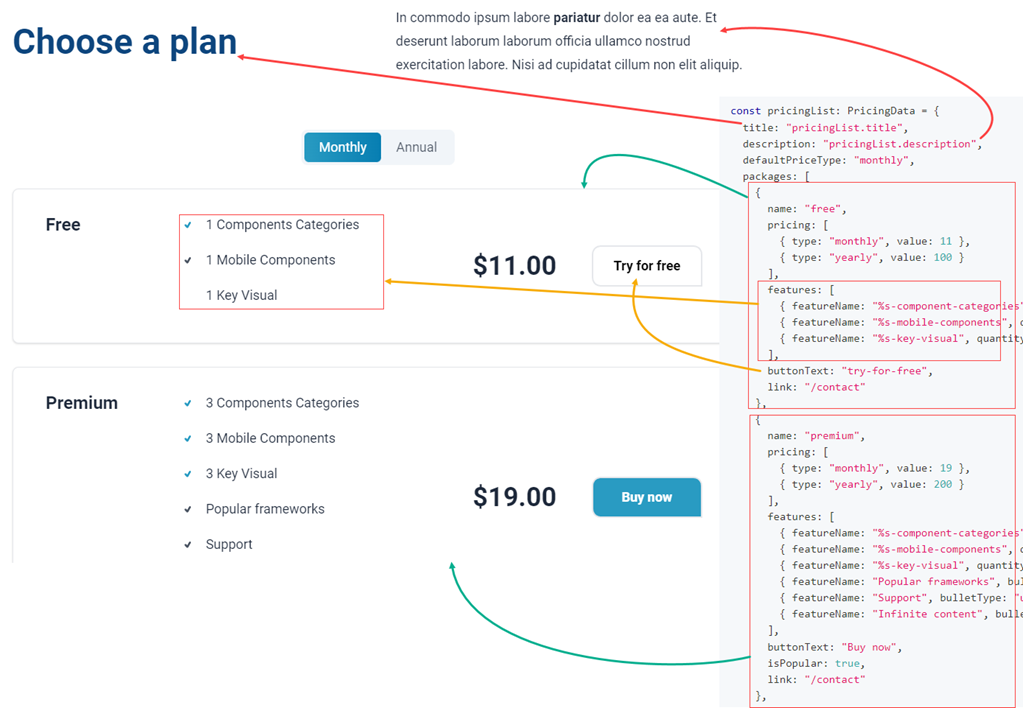 Choose a plan
In commodo ipsum labore pariatur dolor ea ea aute. Et
deserunt laborum laborum officia ullamco nostrud
exercitation labore. Nisi ad cupidatat cillum non elit aliquip.
Monthly
Annual
Free
1 Components Categories
1 Mobile Components
1 Key Visual
$11.00
Try for free
Premium
3 Components Categories
3 Mobile Components
3 Key Visual
Popular frameworks
Support
$19.00
Buy now
const pricingList: PricingData = {
title: "pricingList.title",
description: "pricingList.description",
defaultPriceType: "monthly",
packages: [
{
name: "free",
pricing: [
{ type: "monthly", value: 11 },
{ type: "yearly", value: 100 }
],
features: [
{ featureName: "%s-component-categories"
{ featureName: "%s-mobile-components",
{ featureName: "%s-key-visual", quantity
],
buttonText: "try-for-free",
link: "/contact"
},
{
name: "premium",
pricing: [
{ type: "monthly", value: 19 },
{ type: "yearly", value: 200 }
],
features: [
{ featureName: "%s-component-categories"
{ featureName: "%s-mobile-components",
{ featureName: "%s-key-visual", quantity
{ featureName: "Popular frameworks",
{ featureName: "Support", bulletType:
{ featureName: "Infinite content",
],
buttonText: "Buy now",
isPopular: true,
link: "/contact"
},